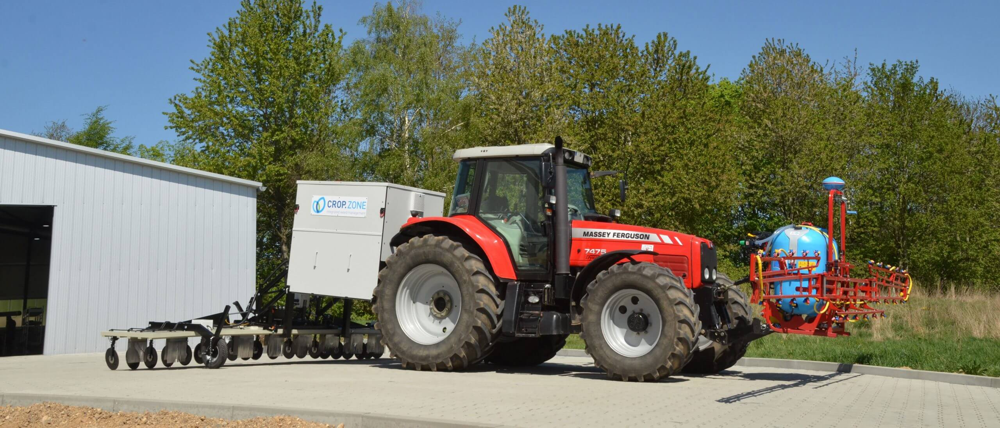 CROP.ZONE
integrated weed management
MASSEY FERGUSON
7475